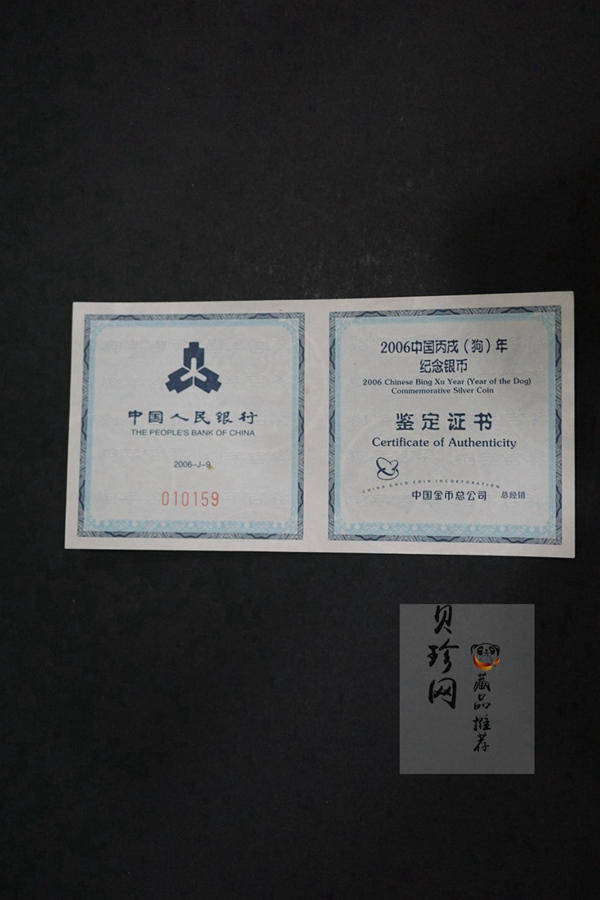 中国人民银行
THE PEOPLE'S BANK OF CHINA
2006-J-9
010159
2006中国丙戌（狗）年
纪念银币
2006 Chinese Bing Xu Year (Year of the Dog)
Commemorative Silver Coin
鉴定证书
Certificate of Authenticity
CHINA GOLD COIN INCORPORATION
中国金币总公司 总经销
贝珍网
藏品推荐